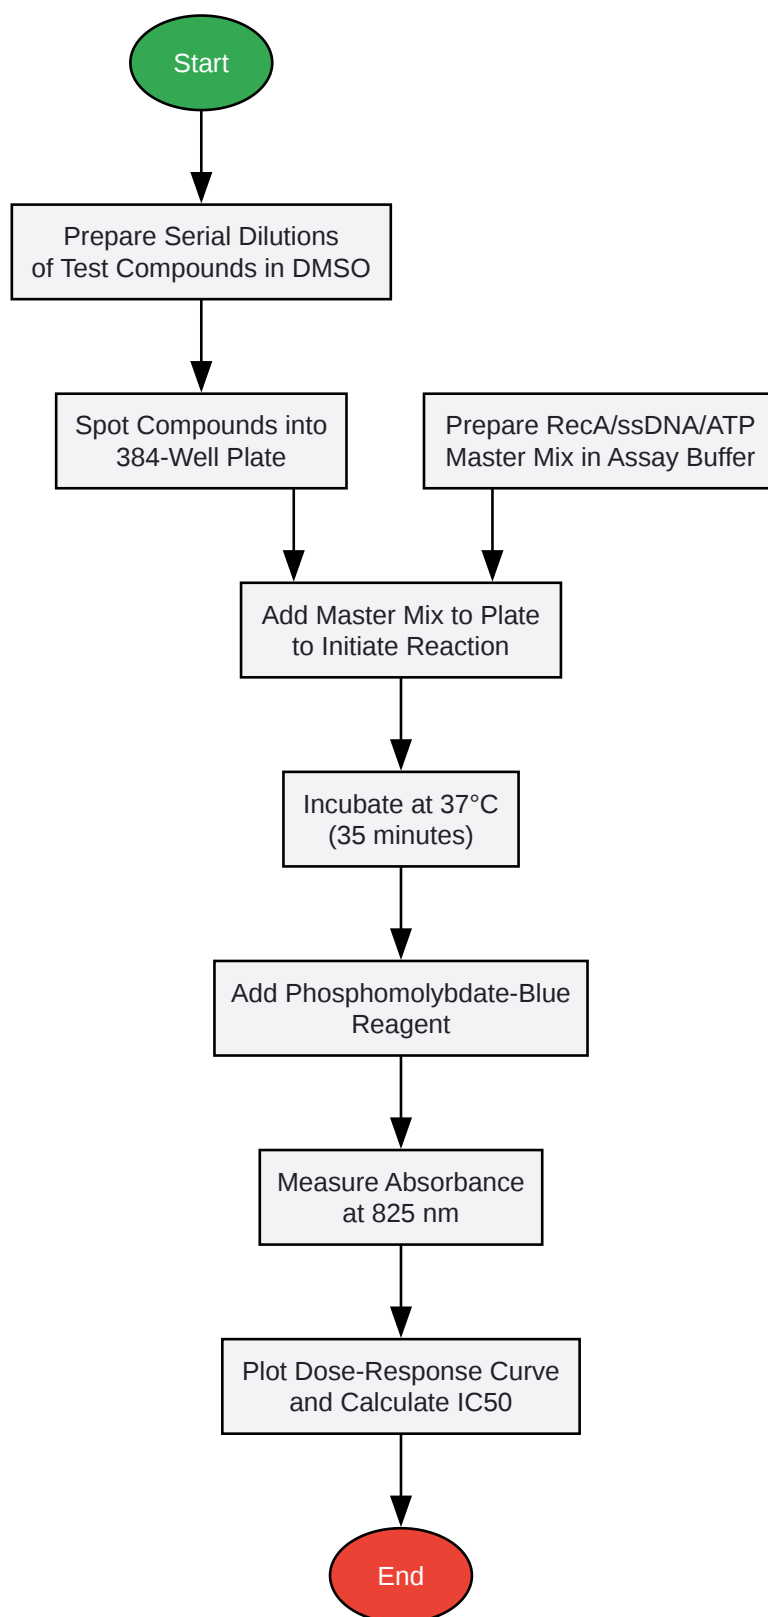 Start
Prepare Serial Dilutions
of Test Compounds in DMSO
Spot Compounds into
384-Well Plate
Prepare RecA/ssDNA/ATP
Master Mix in Assay Buffer
Add Master Mix to Plate
to Initiate Reaction
Incubate at 37°C
(35 minutes)
Add Phosphomolybdate-Blue
Reagent
Measure Absorbance
at 825 nm
Plot Dose-Response Curve
and Calculate IC50
End